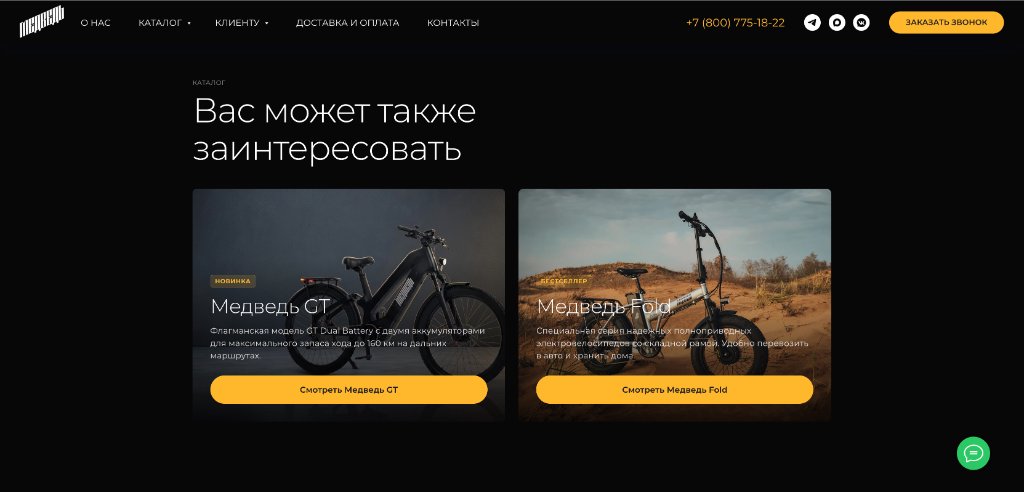 МЕДВЕДЬ
О НАС
КАТАЛОГ
КЛИЕНТУ
ДОСТАВКА И ОПЛАТА
КОНТАКТЫ
+7 (800) 775-18-22
ЗАКАЗАТЬ ЗВОНОК
КАТАЛОГ
Вас может также
заинтересовать
НОВИНКА
Медведь GT
Флагманская модель GT Dual Battery с двумя аккумуляторами
для максимального запаса хода до 160 км на дальних
маршрутах.
Смотреть Медведь GT
БЕСТСЕЛЛЕР
Медведь Fold
Специальная серия надежных полноприводных
электровелосипедов со складной рамой. Удобно перевозить
в авто и хранить дома.
Смотреть Медведь Fold